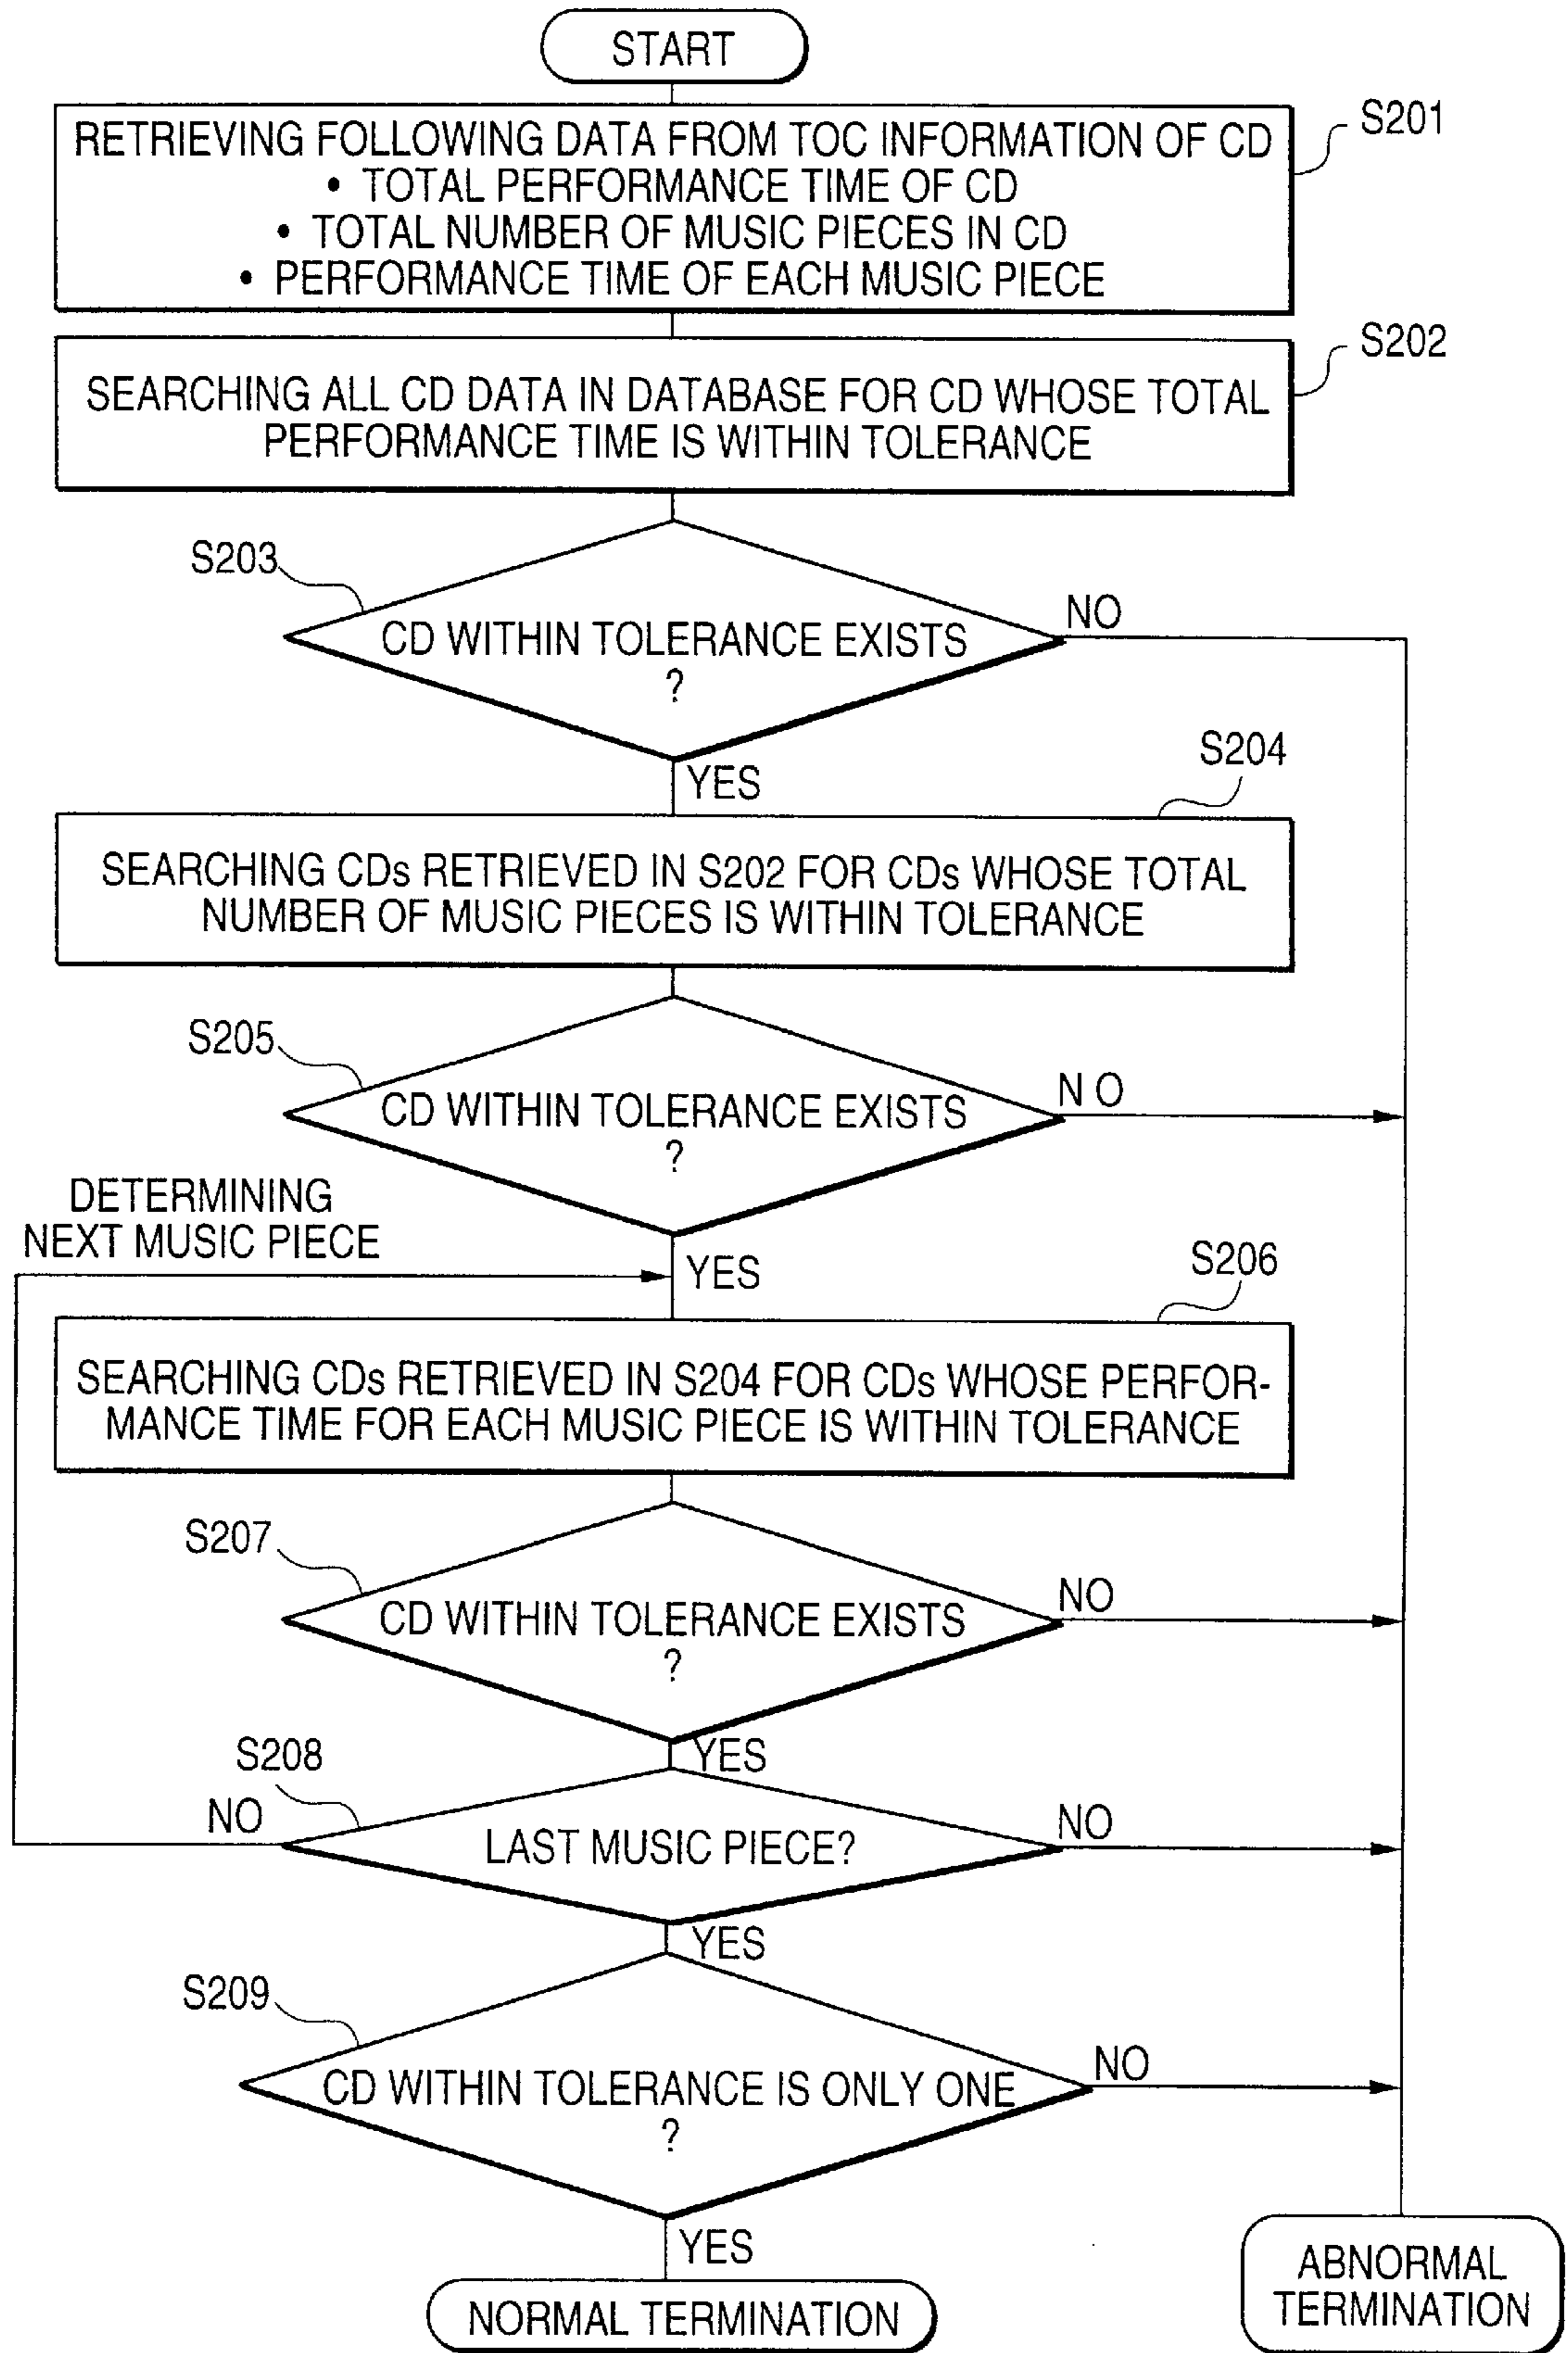 START
RETRIEVING FOLLOWING DATA FROM TOC INFORMATION OF CD
• TOTAL PERFORMANCE TIME OF CD
• TOTAL NUMBER OF MUSIC PIECES IN CD
• PERFORMANCE TIME OF EACH MUSIC PIECE
S201
SEARCHING ALL CD DATA IN DATABASE FOR CD WHOSE TOTAL
PERFORMANCE TIME IS WITHIN TOLERANCE
S202
S203
CD WITHIN TOLERANCE EXISTS
?
NO
YES
S204
SEARCHING CDs RETRIEVED IN S202 FOR CDs WHOSE TOTAL
NUMBER OF MUSIC PIECES IS WITHIN TOLERANCE
S205
CD WITHIN TOLERANCE EXISTS
?
N O
DETERMINING
NEXT MUSIC PIECE
YES
S206
SEARCHING CDs RETRIEVED IN S204 FOR CDs WHOSE PERFOR-
MANCE TIME FOR EACH MUSIC PIECE IS WITHIN TOLERANCE
S207
CD WITHIN TOLERANCE EXISTS
?
NO
YES
S208
NO
LAST MUSIC PIECE?
NO
YES
S209
CD WITHIN TOLERANCE IS ONLY ONE
?
NO
YES
NORMAL TERMINATION
ABNORMAL
TERMINATION